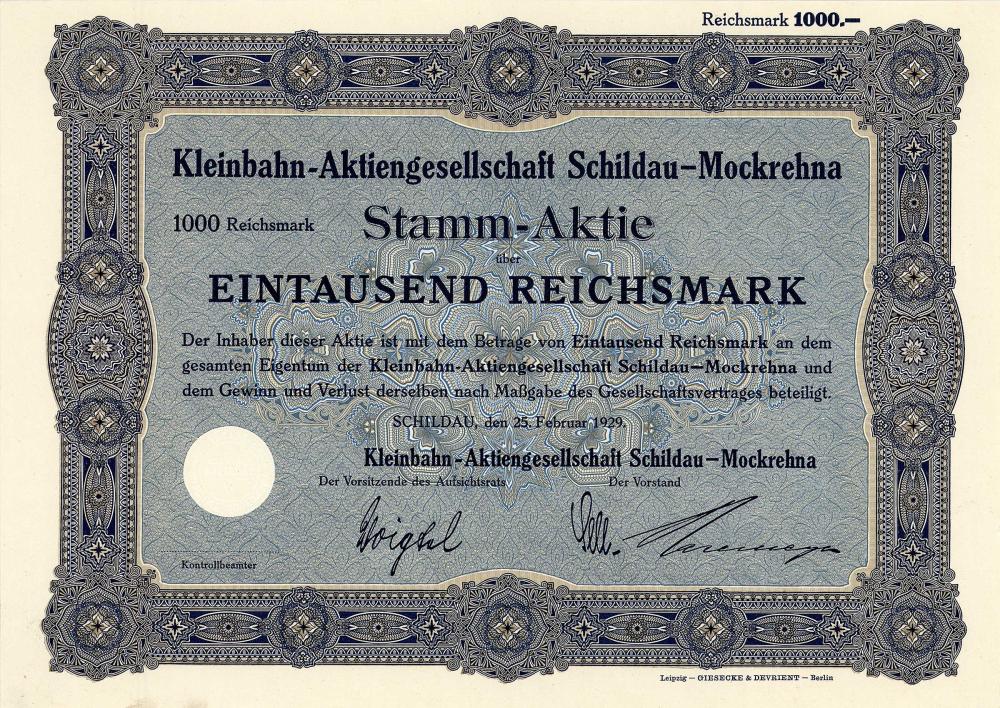 Reichsmark 1000.—
Kleinbahn-Aktiengesellschaft Schildau—Mockrehna
1000 Reichsmark Stamm-Aktie
über
EINTAUSEND REICHSMARK
Der Inhaber dieser Aktie ist mit dem Betrage von Eintausend Reichsmark an dem
gesamten Eigentum der Kleinbahn-Aktiengesellschaft Schildau—Mockrehna und
dem Gewinn und Verlust derselben nach Maßgabe des Gesellschaftsvertrages beteiligt.
SCHILDAU, den 25. Februar 1929.
Kleinbahn-Aktiengesellschaft Schildau—Mockrehna
Der Vorsitzende des Aufsichtsrats Der Vorstand
Voigtel
Kontrollbeamter
Leipzig — GIESECKE & DEVRIENT — Berlin